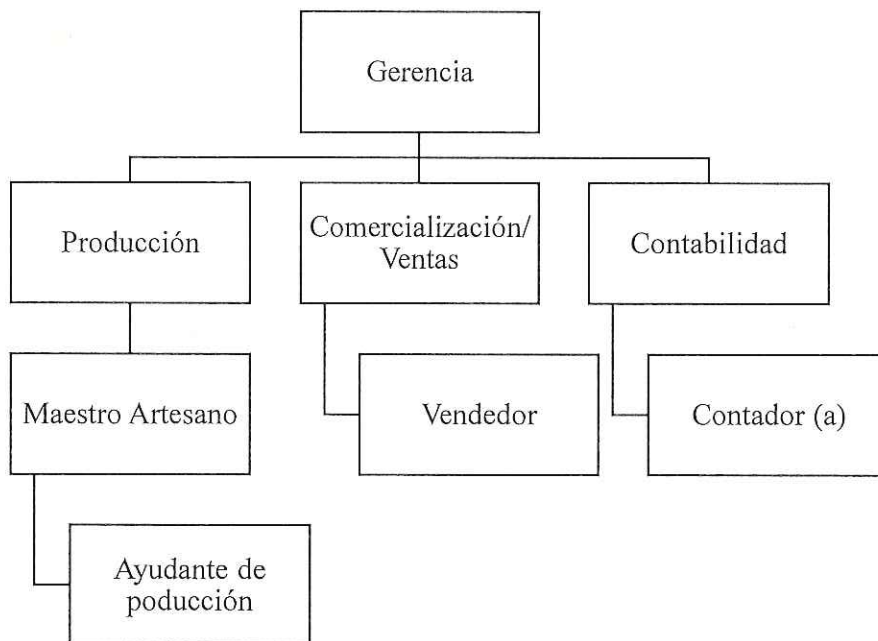 Gerencia
Producción
Comercialización/
Ventas
Contabilidad
Maestro Artesano
Vendedor
Contador (a)
Ayudante de
poducción